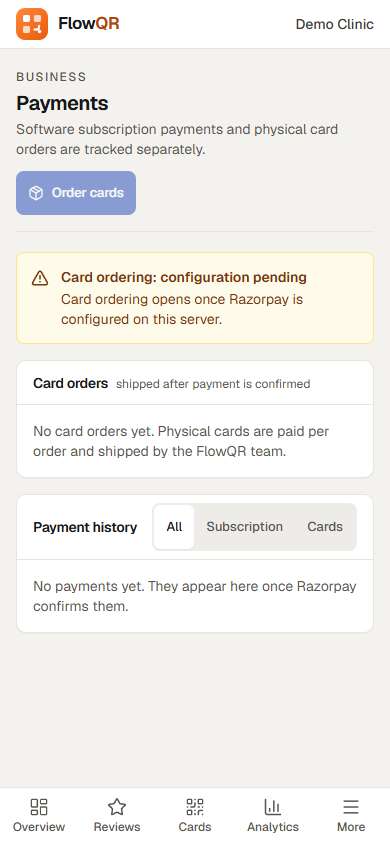 FlowQR
Demo Clinic
BUSINESS
Payments
Software subscription payments and physical card
orders are tracked separately.
Order cards
Card ordering: configuration pending
Card ordering opens once Razorpay is
configured on this server.
Card orders shipped after payment is confirmed
No card orders yet. Physical cards are paid per
order and shipped by the FlowQR team.
Payment history All Subscription Cards
No payments yet. They appear here once Razorpay
confirms them.
Overview Reviews Cards Analytics More